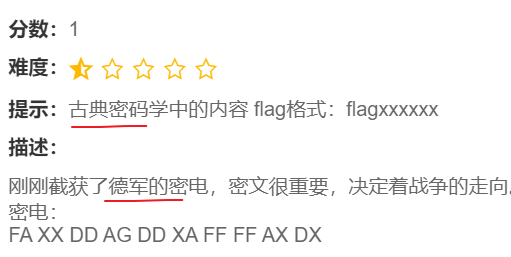 分数：1
难度：
提示：古典密码学中的内容 flag格式：flagxxxxxx
描述：
刚刚截获了德军的密电，密文很重要，决定着战争的走向。
密电：
FA XX DD AG DD XA FF FF AX DX